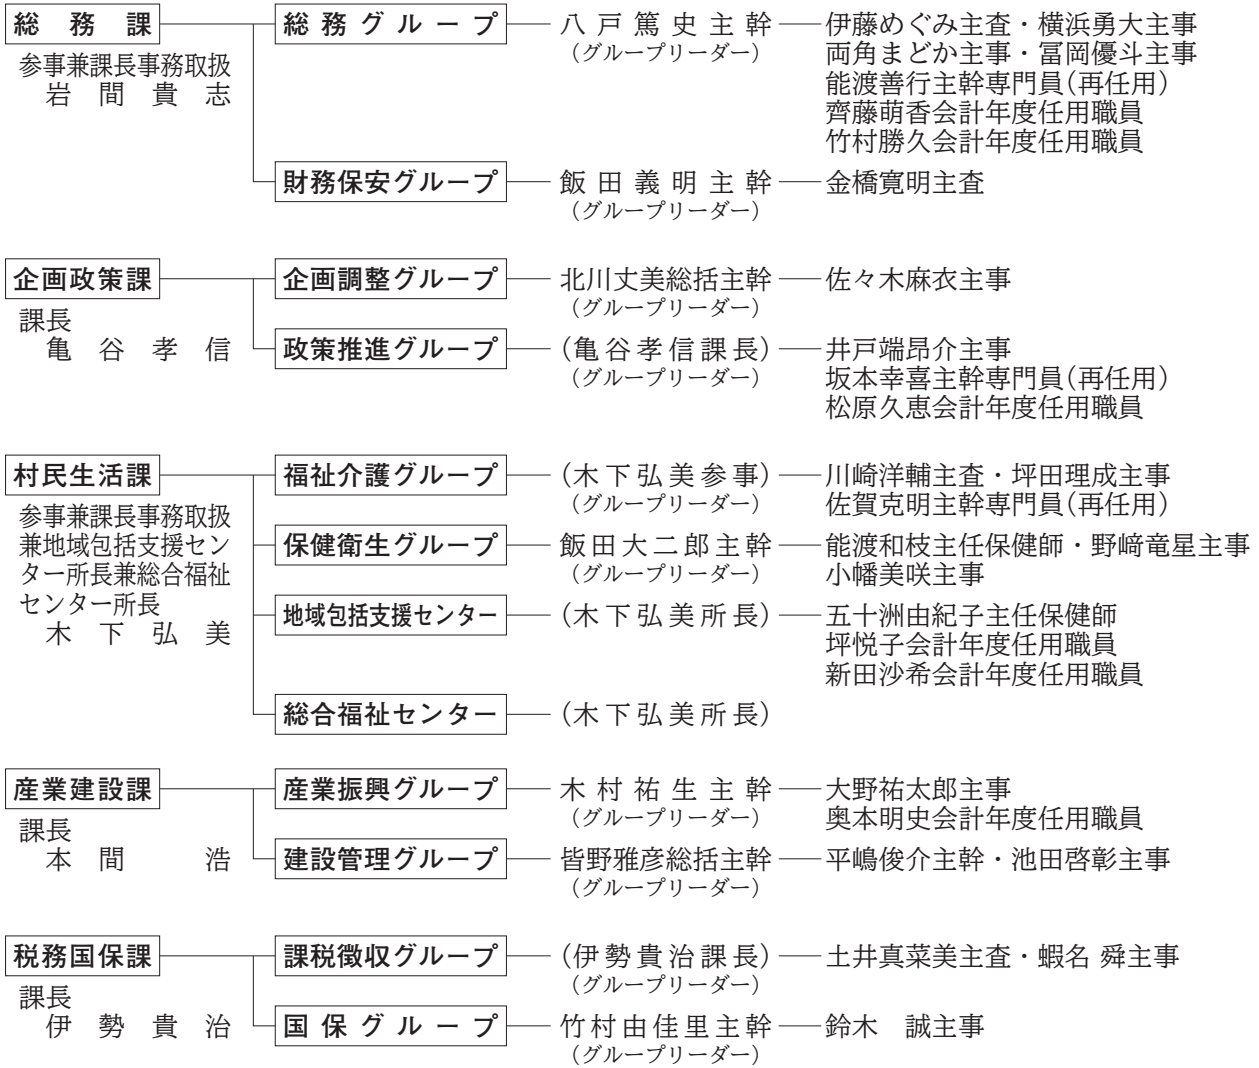 総務課
総務グループ
八戸篤史主幹
伊藤めぐみ主査・横浜勇大主事
参事兼課長事務取扱
岩間貴志
(グループリーダー)
両角まどか主事・冨岡優斗主事
能渡善行主幹専門員(再任用)
齊藤萌香会計年度任用職員
竹村勝久会計年度任用職員
財務保安グループ
飯田義明主幹
金橋寛明主査
(グループリーダー)
企画政策課
企画調整グループ
北川丈美総括主幹
佐々木麻衣主事
課長
亀谷孝信
(グループリーダー)
政策推進グループ
(亀谷孝信課長)
井戸端昂介主事
(グループリーダー)
坂本幸喜主幹専門員(再任用)
松原久恵会計年度任用職員
村民生活課
福祉介護グループ
(木下弘美参事)
川崎洋輔主査・坪田理成主事
参事兼課長事務取扱
兼地域包括支援セン
ター所長兼総合福祉
センター所長
木下弘美
(グループリーダー)
佐賀克明主幹専門員(再任用)
保健衛生グループ
飯田大二郎主幹
能渡和枝主任保健師・野﨑竜星主事
(グループリーダー)
小幡美咲主事
地域包括支援センター
(木下弘美所長)
五十洲由紀子主任保健師
坪悦子会計年度任用職員
新田沙希会計年度任用職員
総合福祉センター
(木下弘美所長)
産業建設課
産業振興グループ
木村祐生主幹
大野祐太郎主事
課長
本間浩
(グループリーダー)
奥本明史会計年度任用職員
建設管理グループ
皆野雅彦総括主幹
平嶋俊介主幹・池田啓彰主事
(グループリーダー)
税務国保課
課税徴収グループ
(伊勢貴治課長)
土井真菜美主査・蝦名 舜主事
課長
伊勢貴治
(グループリーダー)
国保グループ
竹村由佳里主幹
鈴木 誠主事
(グループリーダー)